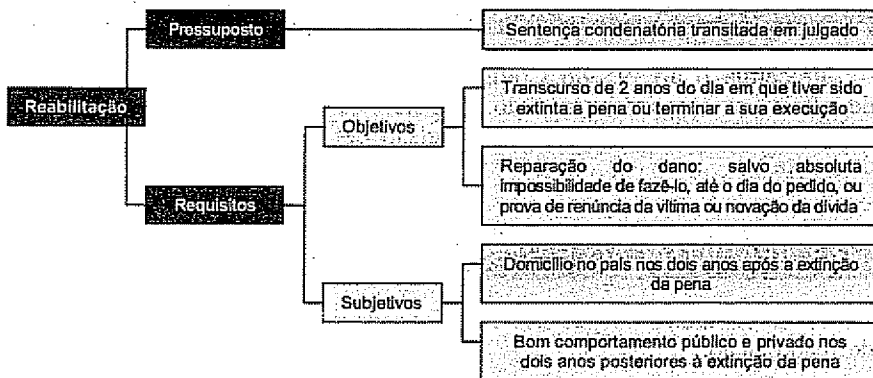 Pressuposto
Sentença condenatória transitada em julgado
Reabilitação
Transcurso de 2 anos do dia em que tiver sido
extinta a pena ou terminar a sua execução
Objetivos
Reparação do dano: salvo absoluta
impossibilidade de fazê-lo, até o dia do pedido, ou
prova de renúncia da vítima ou novação da dívida
Requisitos
Domicílio no país nos dois anos após a extinção
da pena
Subjetivos
Bom comportamento público e privado nos
dois anos posteriores à extinção da pena